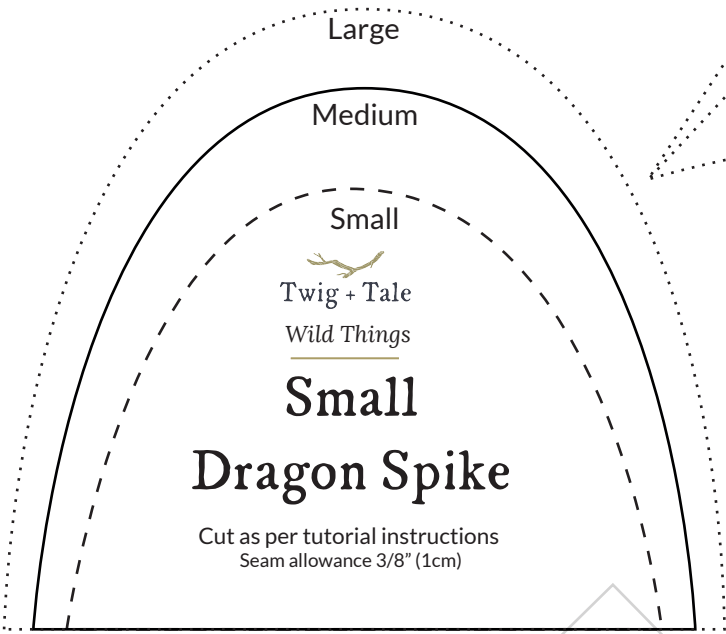 Large
Medium
Small
Twig + Tale
Wild Things
Small
Dragon Spike
Cut as per tutorial instructions
Seam allowance 3/8” (1cm)